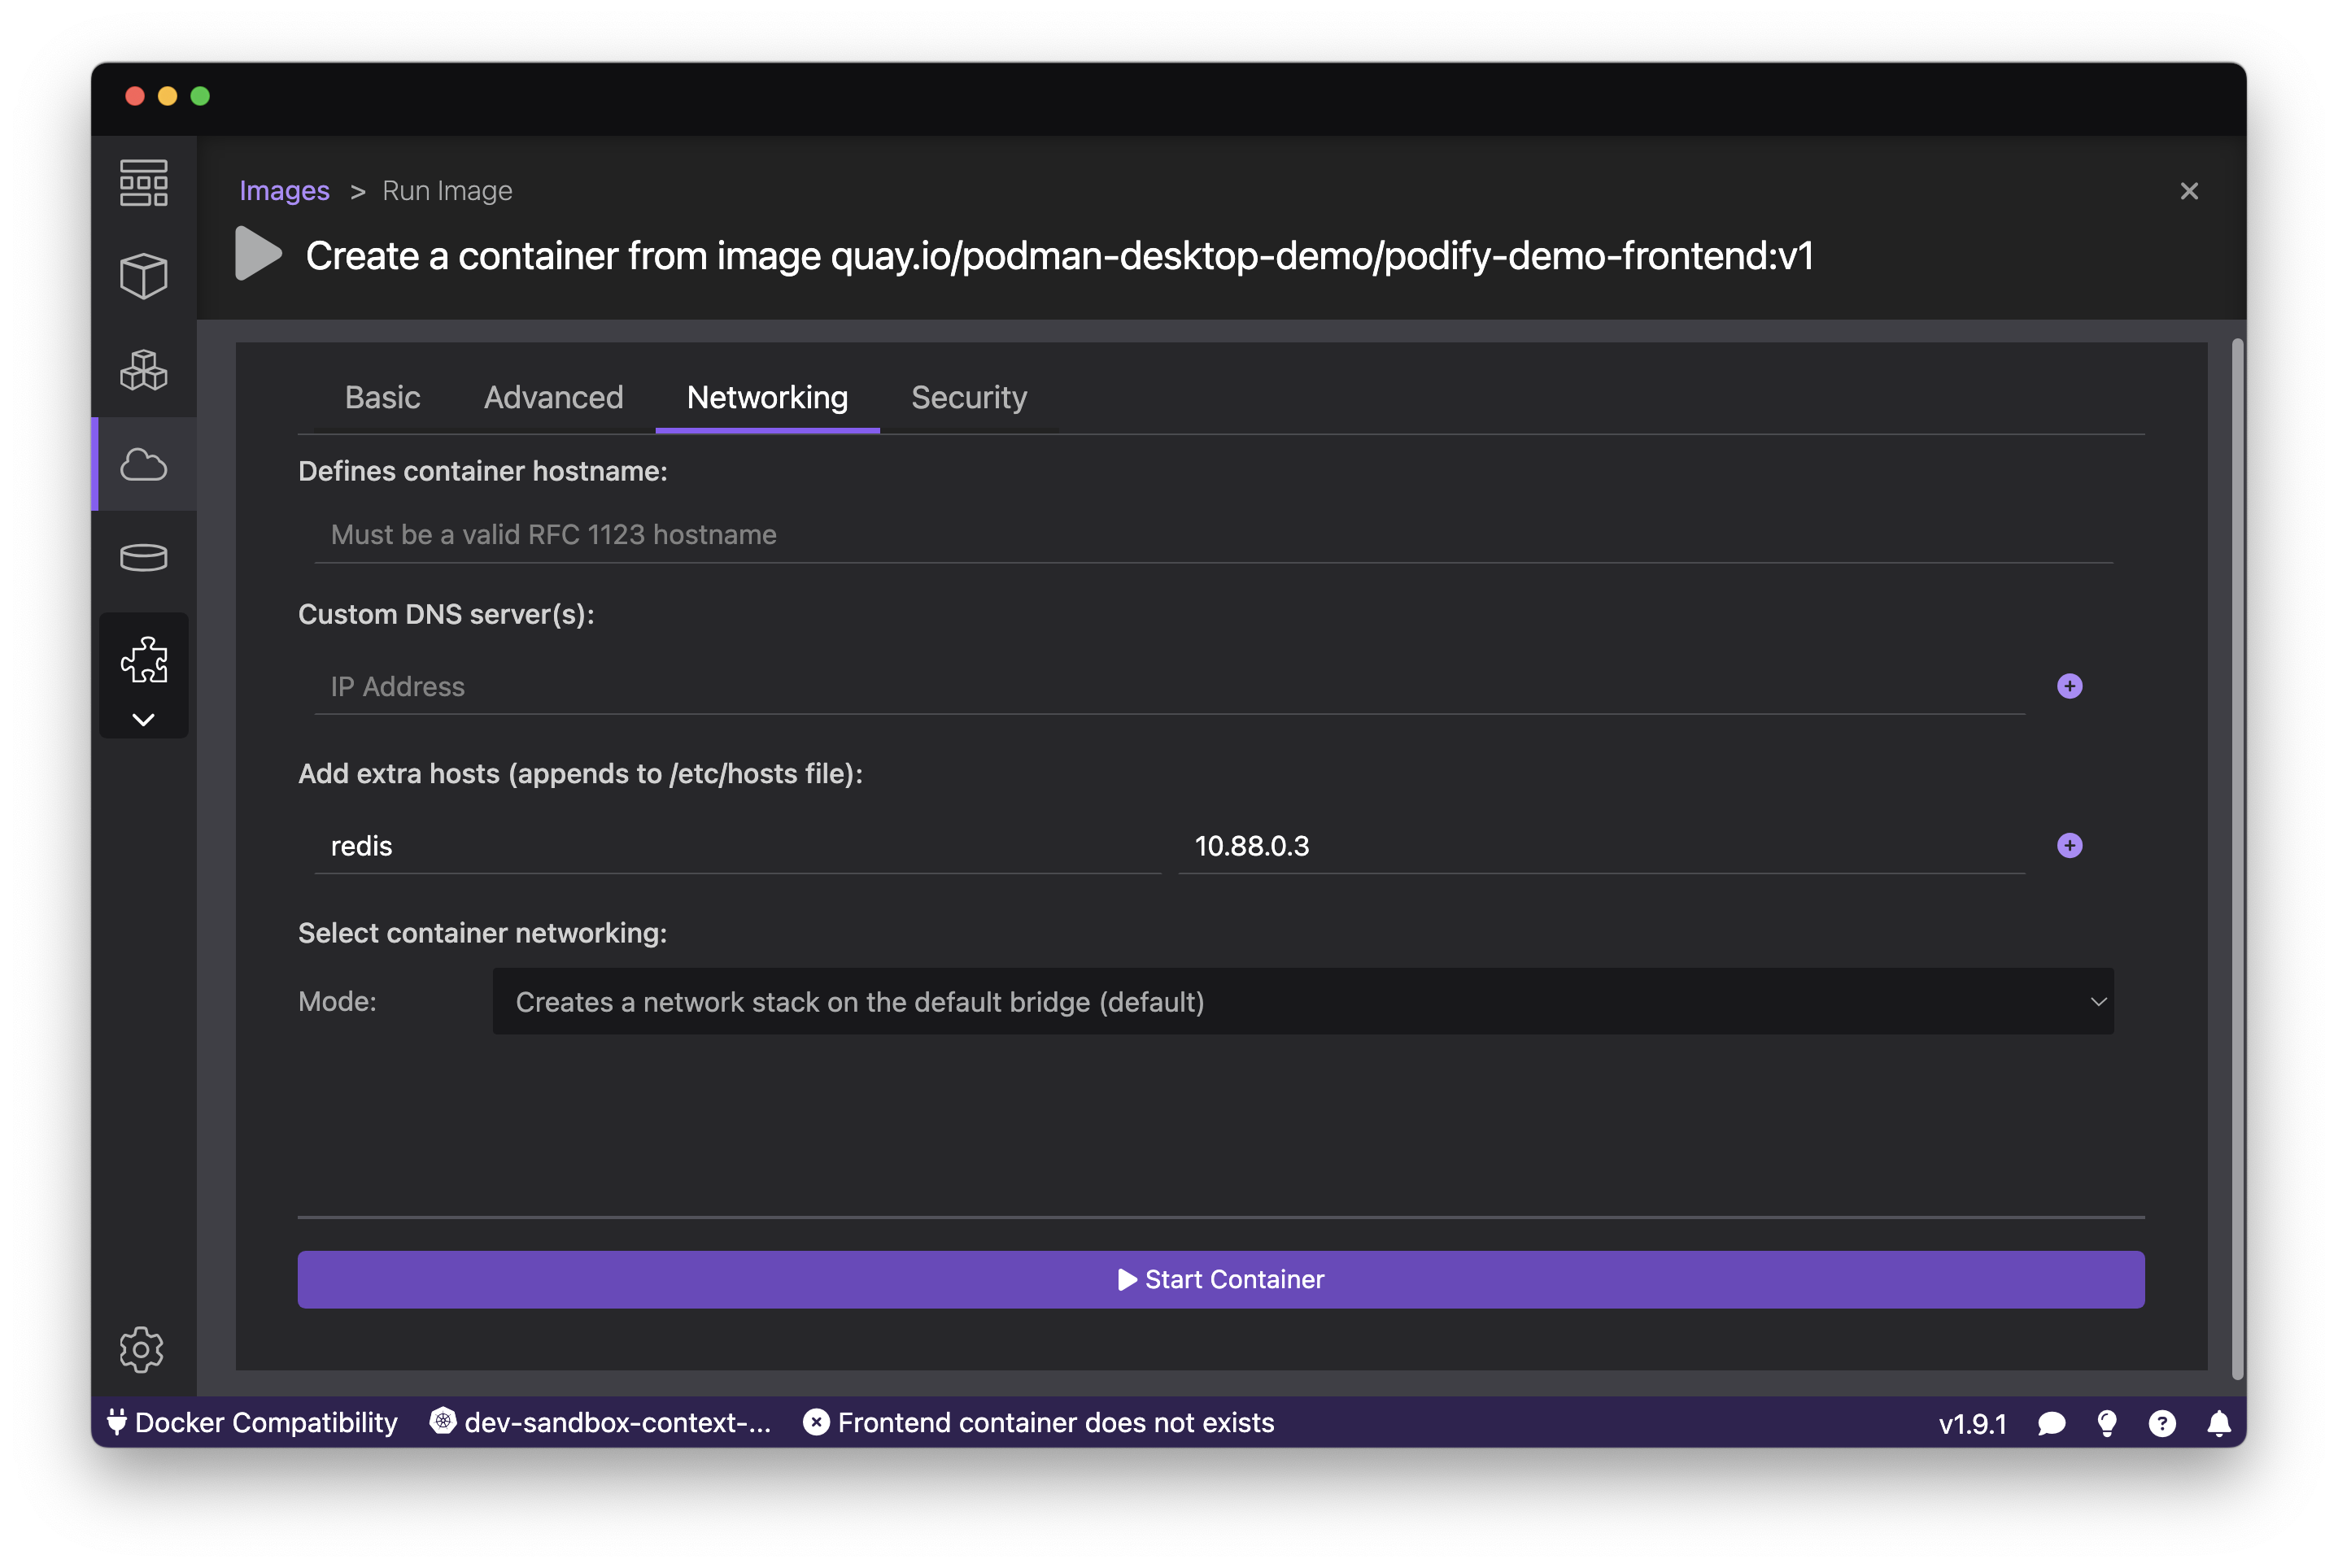 Images > Run Image
Create a container from image quay.io/podman-desktop-demo/podify-demo-frontend:v1
Basic Advanced Networking Security
Defines container hostname:
Must be a valid RFC 1123 hostname
Custom DNS server(s):
IP Address
Add extra hosts (appends to /etc/hosts file):
redis 10.88.0.3
Select container networking:
Mode: Creates a network stack on the default bridge (default)
Start Container
Docker Compatibility dev-sandbox-context-... Frontend container does not exists v1.9.1